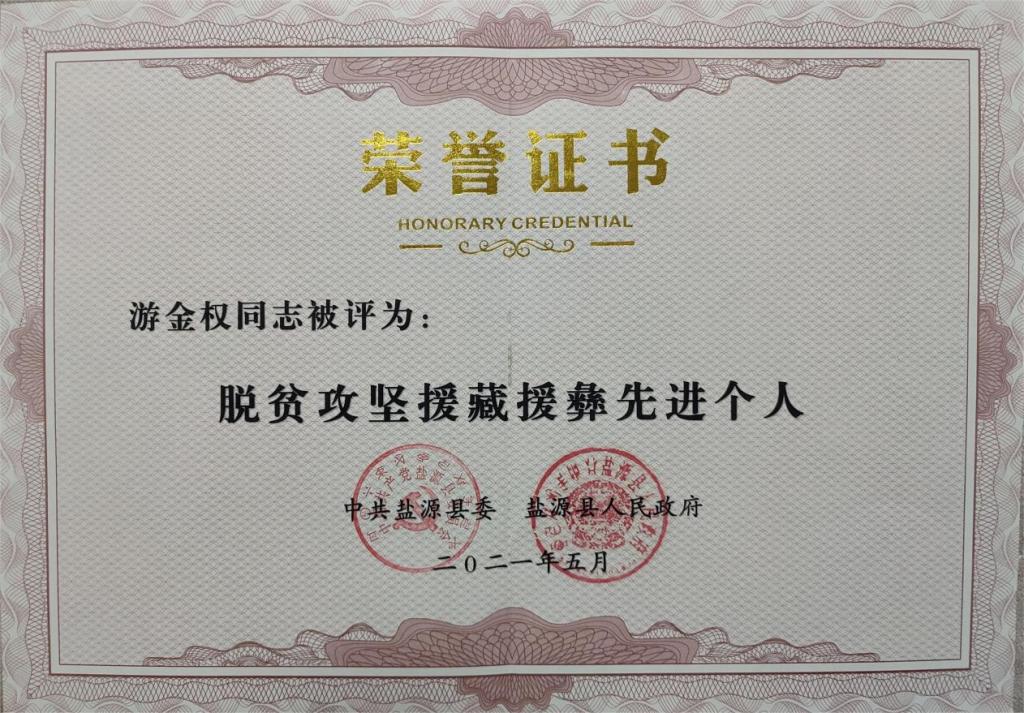 荣誉证书
HONORARY CREDENTIAL
游金权同志被评为：
脱贫攻坚援藏援彝先进个人
中共盐源县委 盐源县人民政府
二0二一年五月